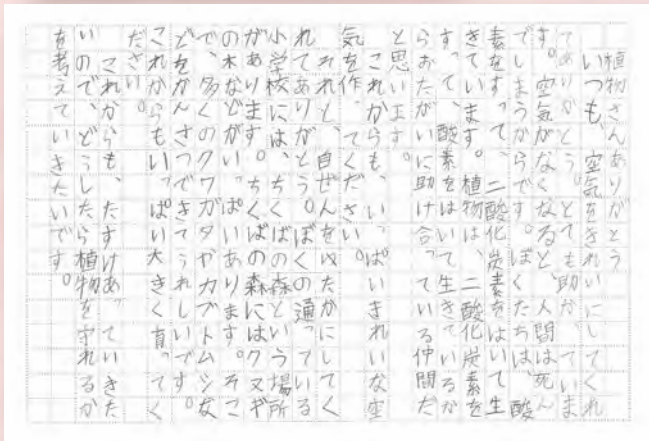 植物さんありがとう
いつも、空気をきれいにしてくれ
てありがとう。とても助かっていま
す。空気がなくなると、人間は死ん
でしまうからです。ぼくたちは、酸
素をすって、二酸化炭素をはいて生
きています。植物は、二酸化炭素を
すって、酸素をはいて生きているか
らおたがいに助け合っている仲間だ
と思います。
これからも、いっぱいきれいな空
気を作ってください。
それと、自ぜんをゆたかにしてく
れてありがとう。ぼくの通っている
小学校には、ちくばの森という場所
があります。ちくばの森にはクヌギ
の木などがいっぱいあります。そこ
で、多くのクワガタやカブトムシな
どをかんさつできてうれしいです。
これからもいっぱい大きく育ってく
ださい。
これからも、たすけあっていきた
いので、どうしたら植物を守れるか
を考えていきたいです。